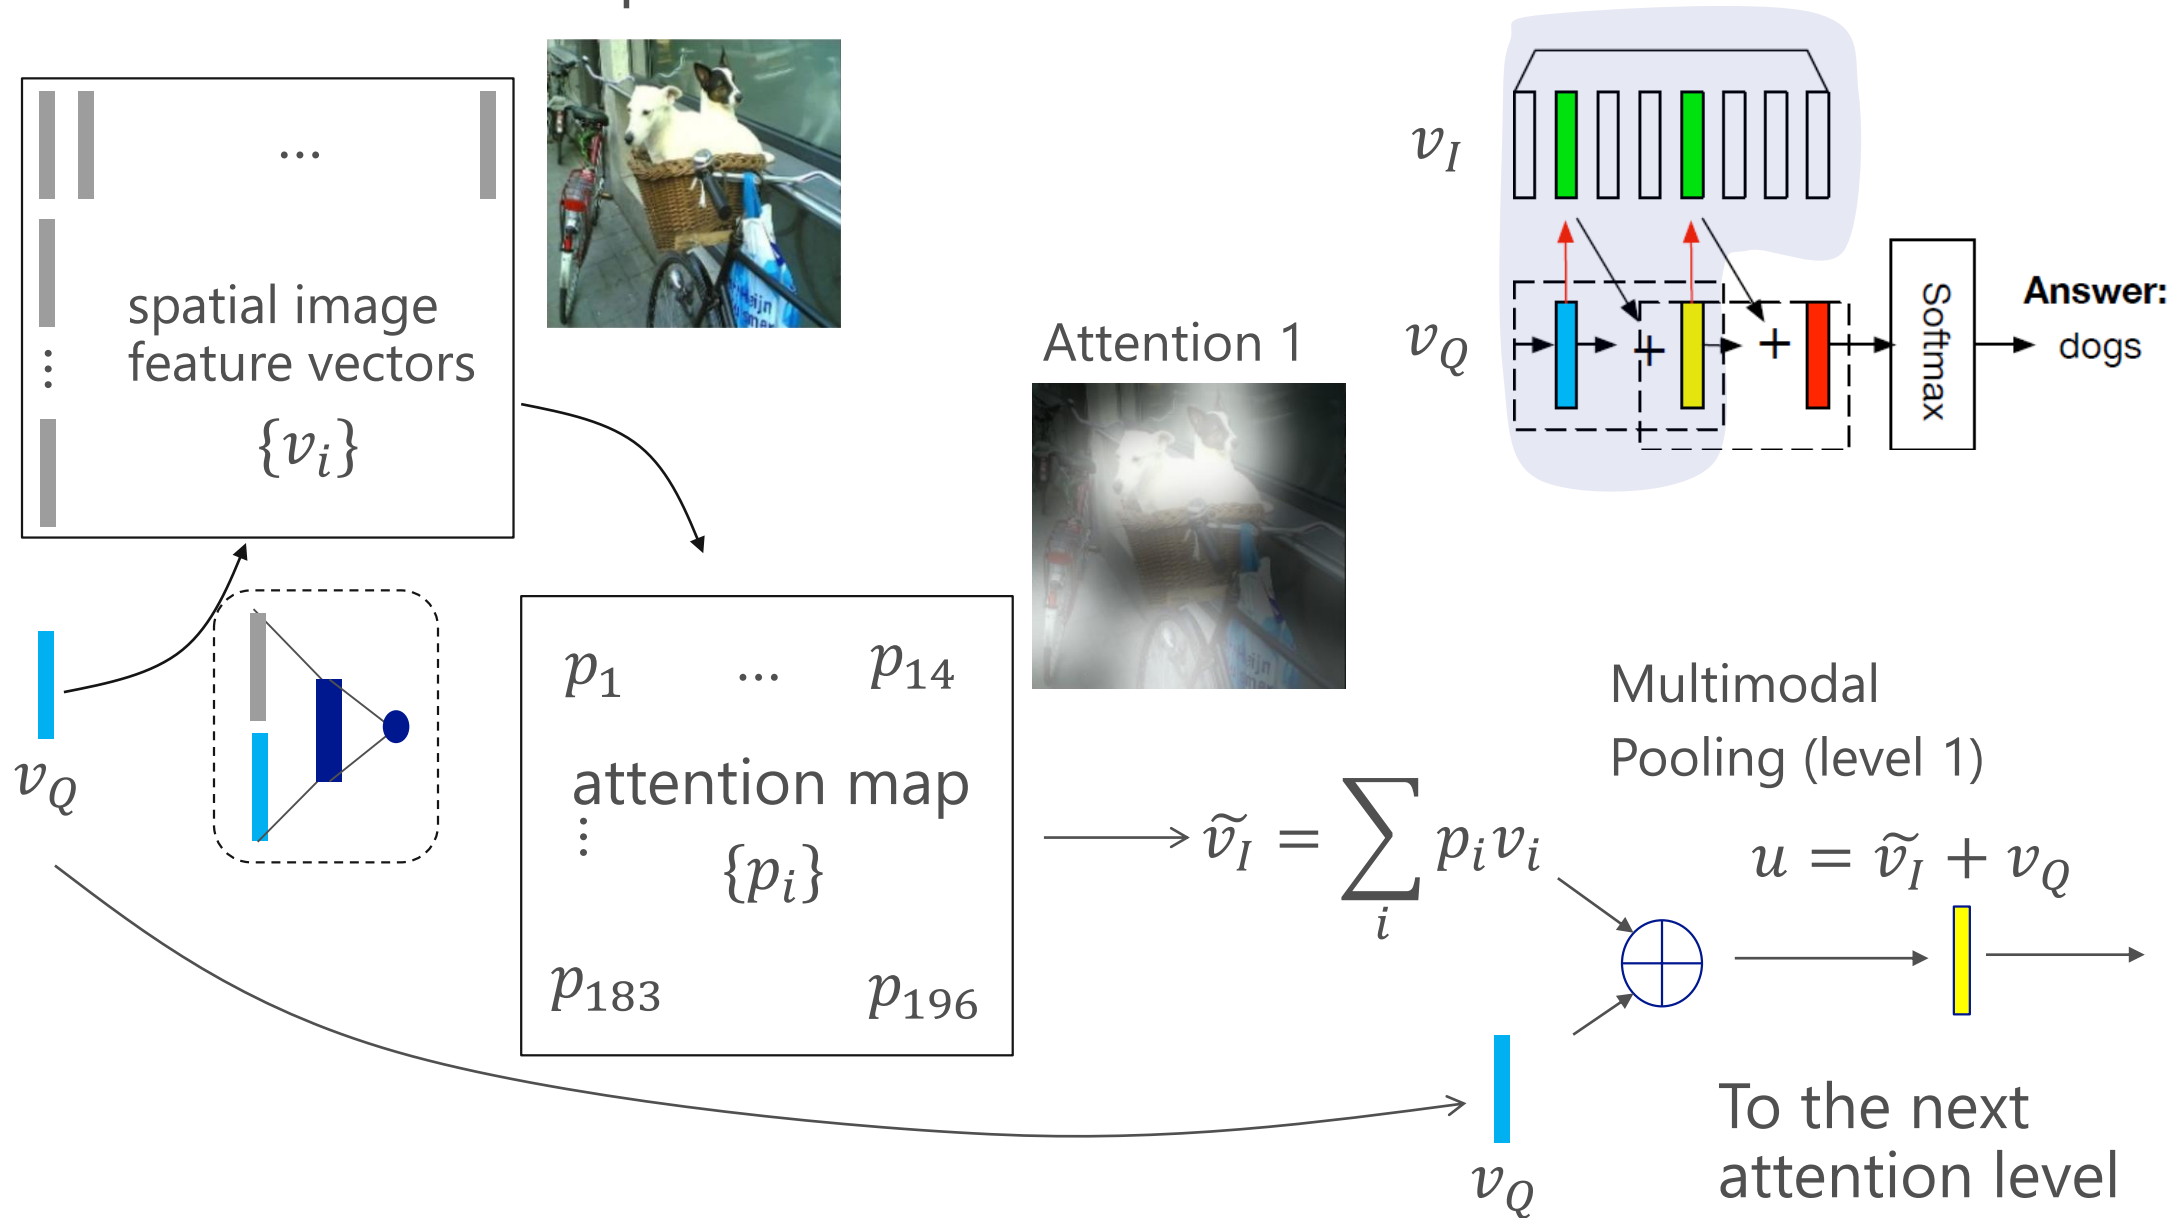 ...
spatial image
feature vectors
⋮
{v_i}
v_Q
p_1 ... p_14
attention map
⋮
{p_i}
p_183 p_196
Attention 1
v_I
v_Q
+ +
Softmax
Answer:
dogs
Multimodal
Pooling (level 1)
ṽ_I = ∑_i p_i v_i
u = ṽ_I + v_Q
v_Q
To the next
attention level